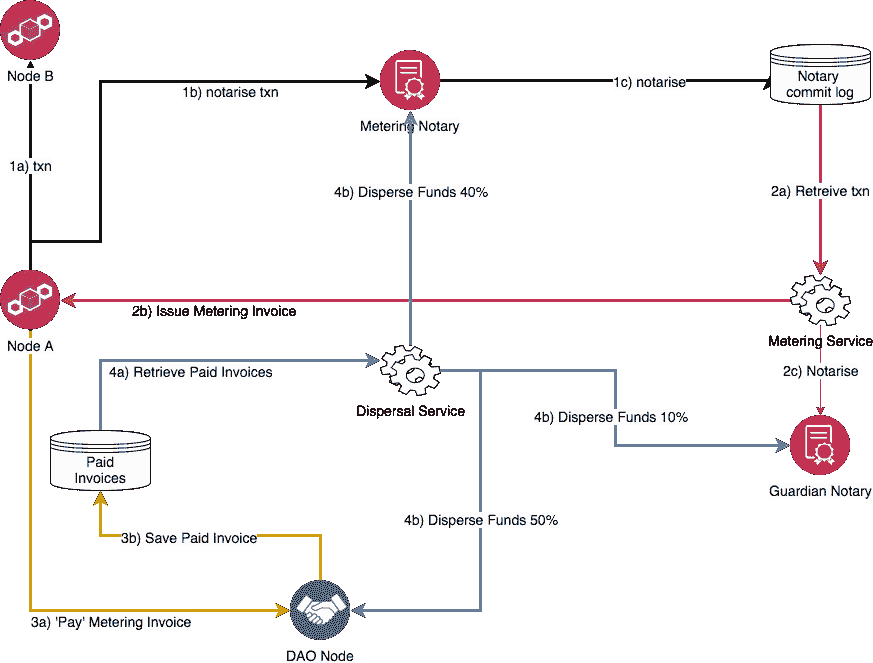 Node B
1a) txn
1b) notarise txn
Metering Notary
1c) notarise
Notary
commit log
4b) Disperse Funds 40%
2a) Retreive txn
2b) Issue Metering Invoice
Node A
Metering Service
4a) Retrieve Paid Invoices
2c) Notarise
Dispersal Service
4b) Disperse Funds 10%
Paid
Invoices
Guardian Notary
4b) Disperse Funds 50%
3b) Save Paid Invoice
3a) 'Pay' Metering Invoice
DAO Node